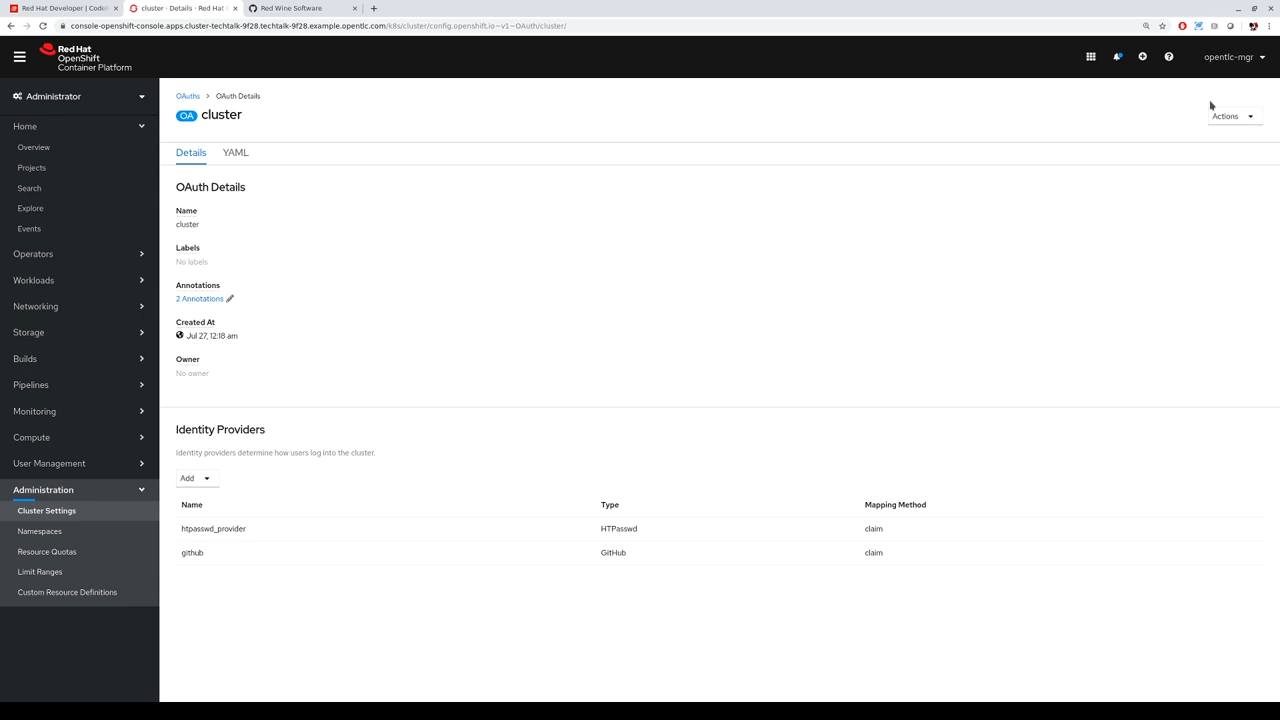 Red Hat Developer | Code
cluster · Details · Red Hat
Red Wine Software
console-openshift-console.apps.cluster-techtalk-9f28.techtalk-9f28.example.opentlc.com/k8s/cluster/config.openshift.io~v1~OAuth/cluster/
Red Hat
OpenShift
Container Platform
opentlc-mgr
Administrator
Home
Overview
Projects
Search
Explore
Events
Operators
Workloads
Networking
Storage
Builds
Pipelines
Monitoring
Compute
User Management
Administration
Cluster Settings
Namespaces
Resource Quotas
Limit Ranges
Custom Resource Definitions
OAuths > OAuth Details
OA cluster
Actions
Details YAML
OAuth Details
Name
cluster
Labels
No labels
Annotations
2 Annotations
Created At
Jul 27, 12:18 am
Owner
No owner
Identity Providers
Identity providers determine how users log into the cluster.
Add
Name Type Mapping Method
htpasswd_provider HTPasswd claim
github GitHub claim